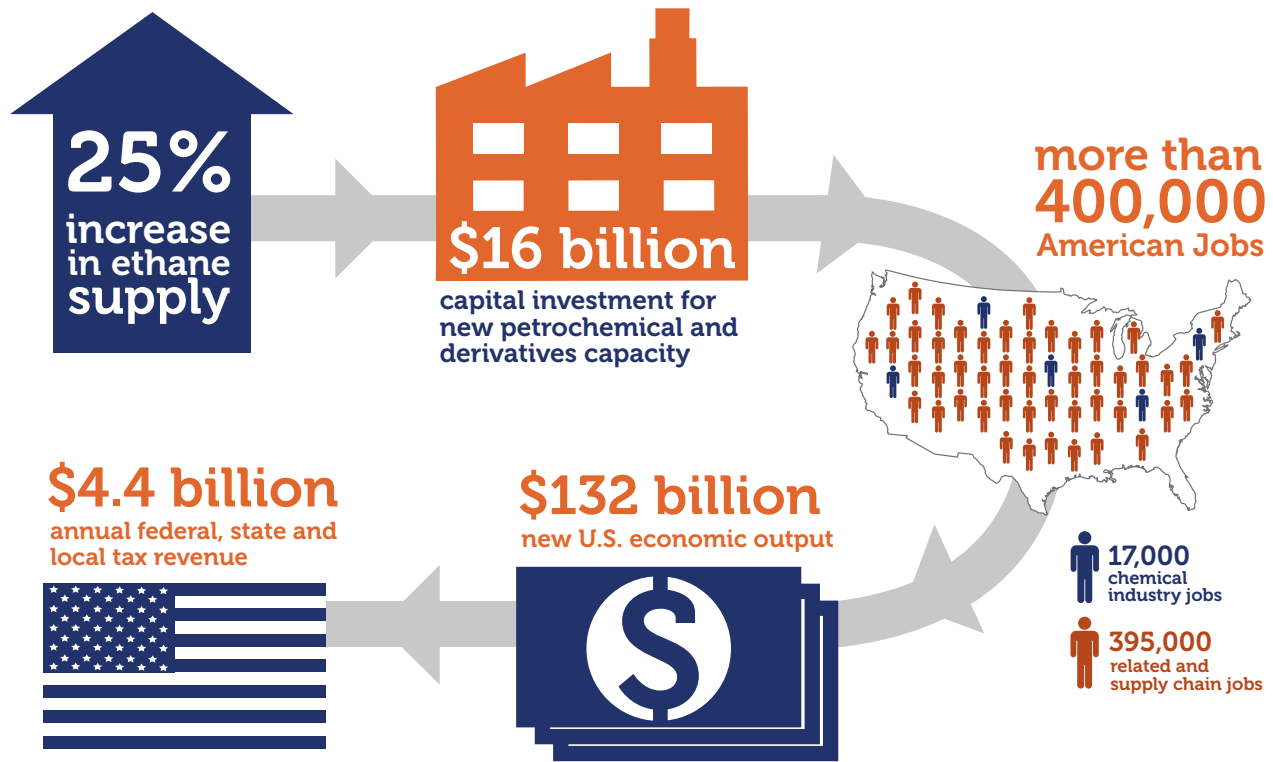 25%
increase
in ethane
supply
$16 billion
capital investment for
new petrochemical and
derivatives capacity
more than
400,000
American Jobs
17,000
chemical
industry jobs
395,000
related and
supply chain jobs
$132 billion
new U.S. economic output
$
$4.4 billion
annual federal, state and
local tax revenue